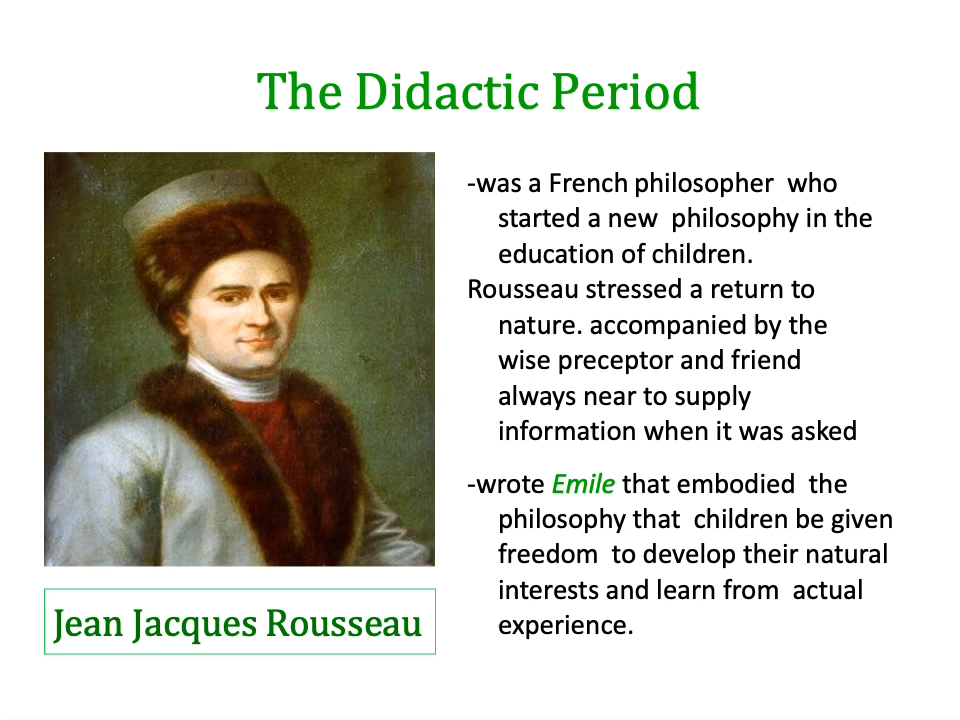 The Didactic Period
-was a French philosopher who
started a new philosophy in the
education of children.
Rousseau stressed a return to
nature. accompanied by the
wise preceptor and friend
always near to supply
information when it was asked
-wrote Emile that embodied the
philosophy that children be given
freedom to develop their natural
interests and learn from actual
experience.
Jean Jacques Rousseau